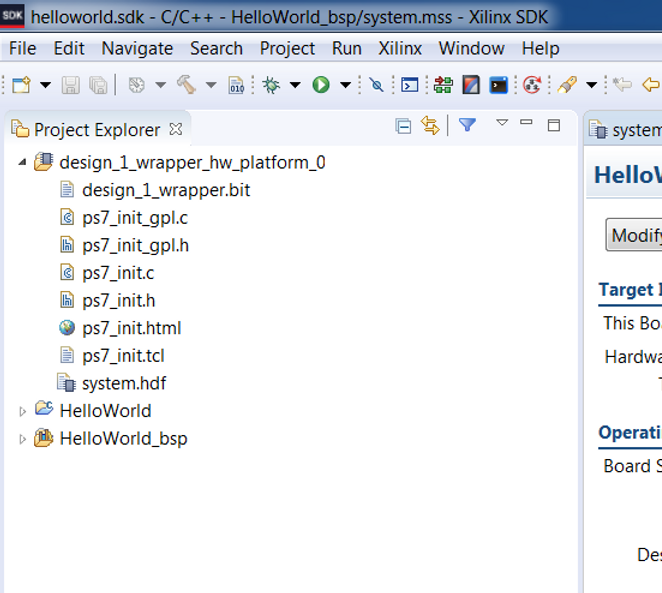 SDK helloworld.sdk - C/C++ - HelloWorld_bsp/system.mss - Xilinx SDK
File Edit Navigate Search Project Run Xilinx Window Help
010
Project Explorer
system
design_1_wrapper_hw_platform_0
design_1_wrapper.bit
ps7_init_gpl.c
ps7_init_gpl.h
ps7_init.c
ps7_init.h
ps7_init.html
ps7_init.tcl
system.hdf
HelloWorld
HelloWorld_bsp
HelloW
Modify
Target I
This Boa
Hardwa
T
Operati
Board S
Des